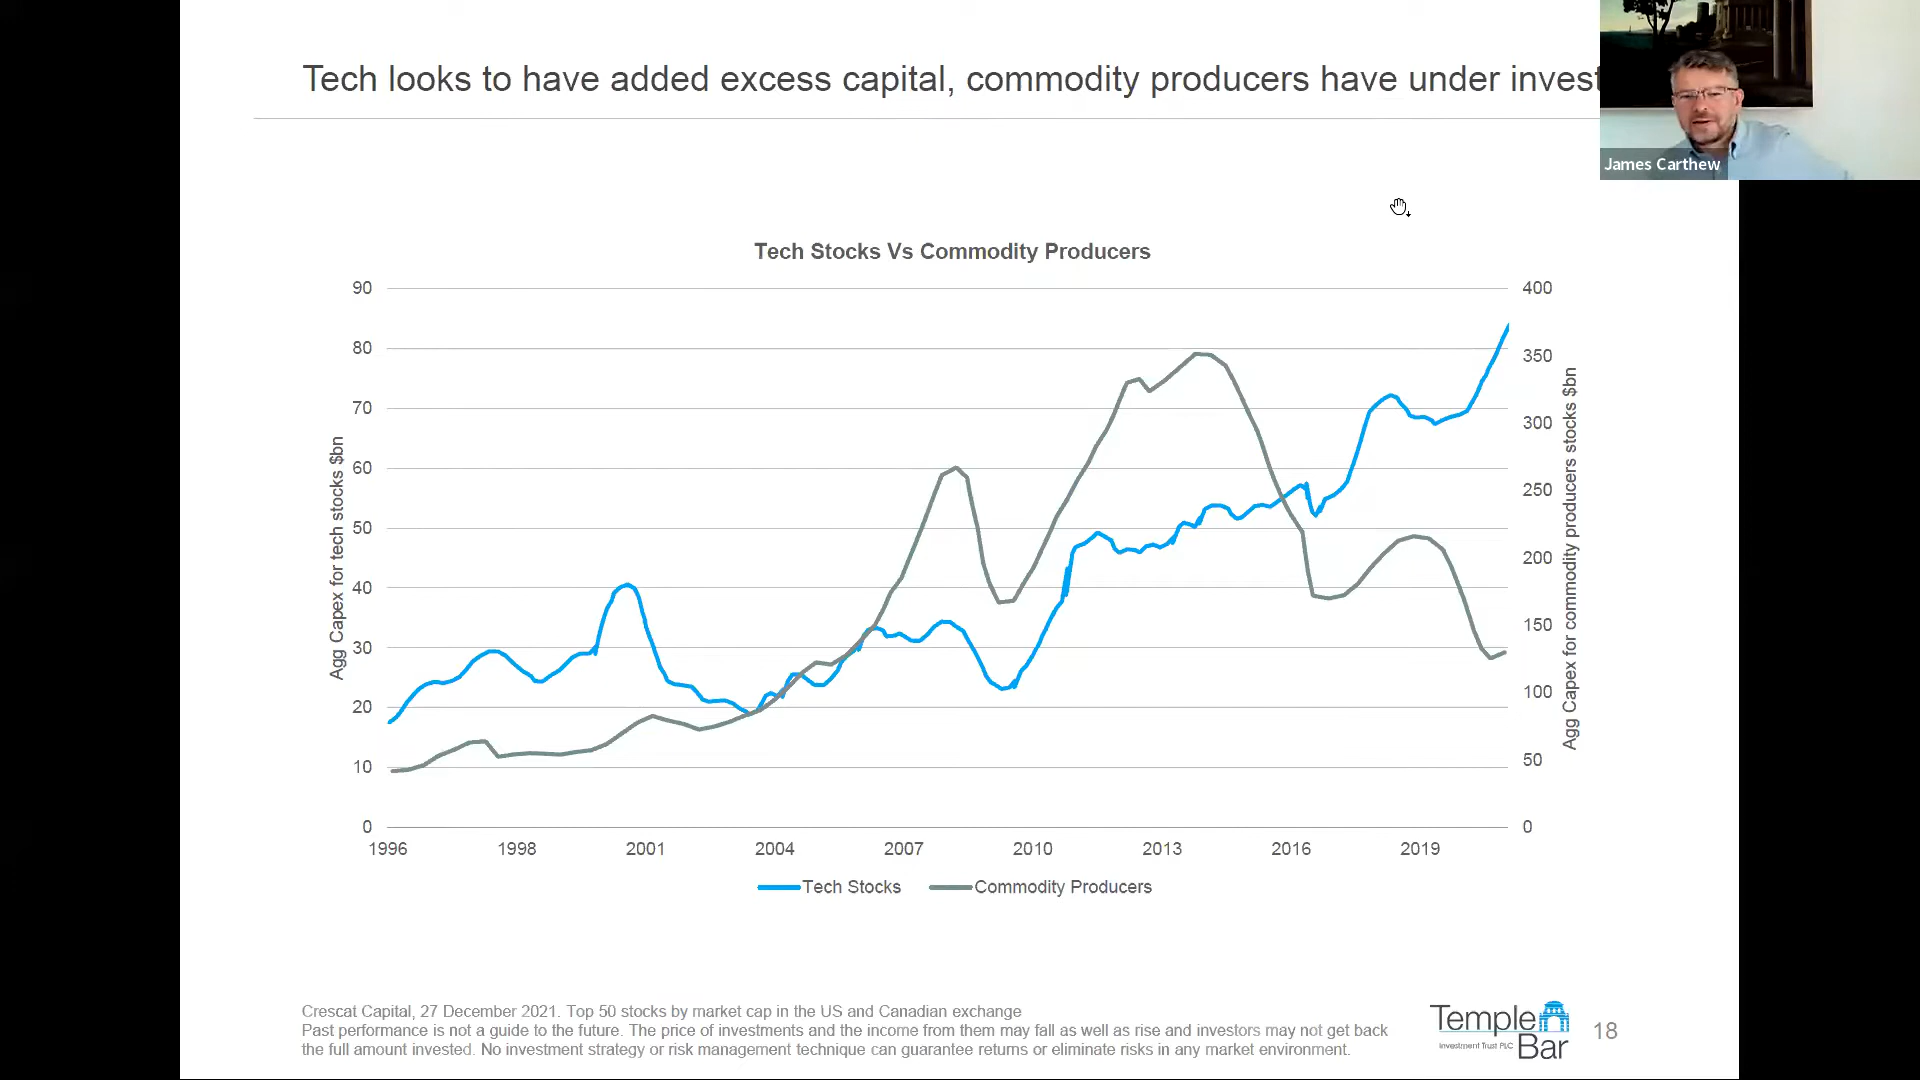 Tech looks to have added excess capital, commodity producers have under invest
James Carthew
Tech Stocks Vs Commodity Producers
90
80
70
60
50
40
30
20
10
0
Agg Capex for tech stocks $bn
400
350
300
250
200
150
100
50
0
Agg Capex for commodity producers stocks $bn
1996 1998 2001 2004 2007 2010 2013 2016 2019
Tech Stocks Commodity Producers
Crescat Capital, 27 December 2021. Top 50 stocks by market cap in the US and Canadian exchange
Past performance is not a guide to the future. The price of investments and the income from them may fall as well as rise and investors may not get back
the full amount invested. No investment strategy or risk management technique can guarantee returns or eliminate risks in any market environment.
Temple
Investment Trust PLC Bar
18